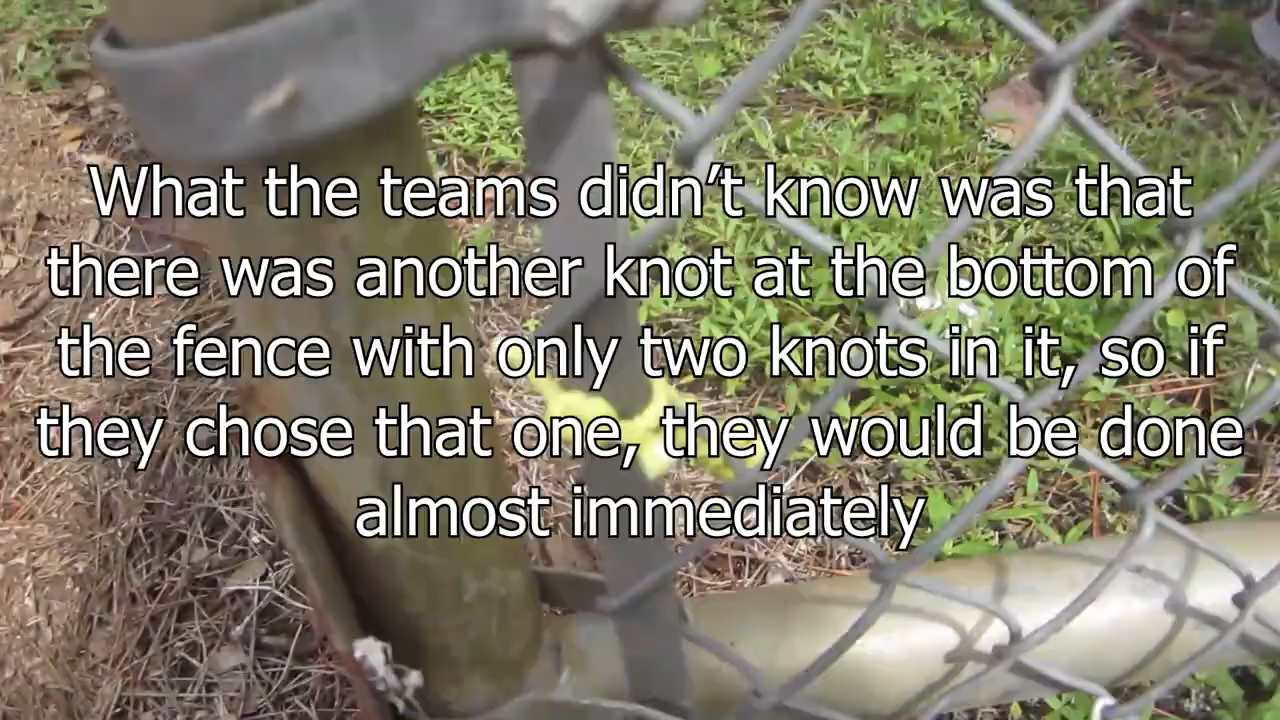 What the teams didn’t know was that
there was another knot at the bottom of
the fence with only two knots in it, so if
they chose that one, they would be done
almost immediately